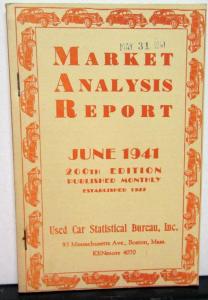 MARKET
MAY 31 1941
ANALYSIS
REPORT
JUNE 1941
200th EDITION
PUBLISHED MONTHLY
ESTABLISHED 1922
Used Car Statistical Bureau, Inc.
93 Massachusetts Ave., Boston, Mass.
KENmore 4070